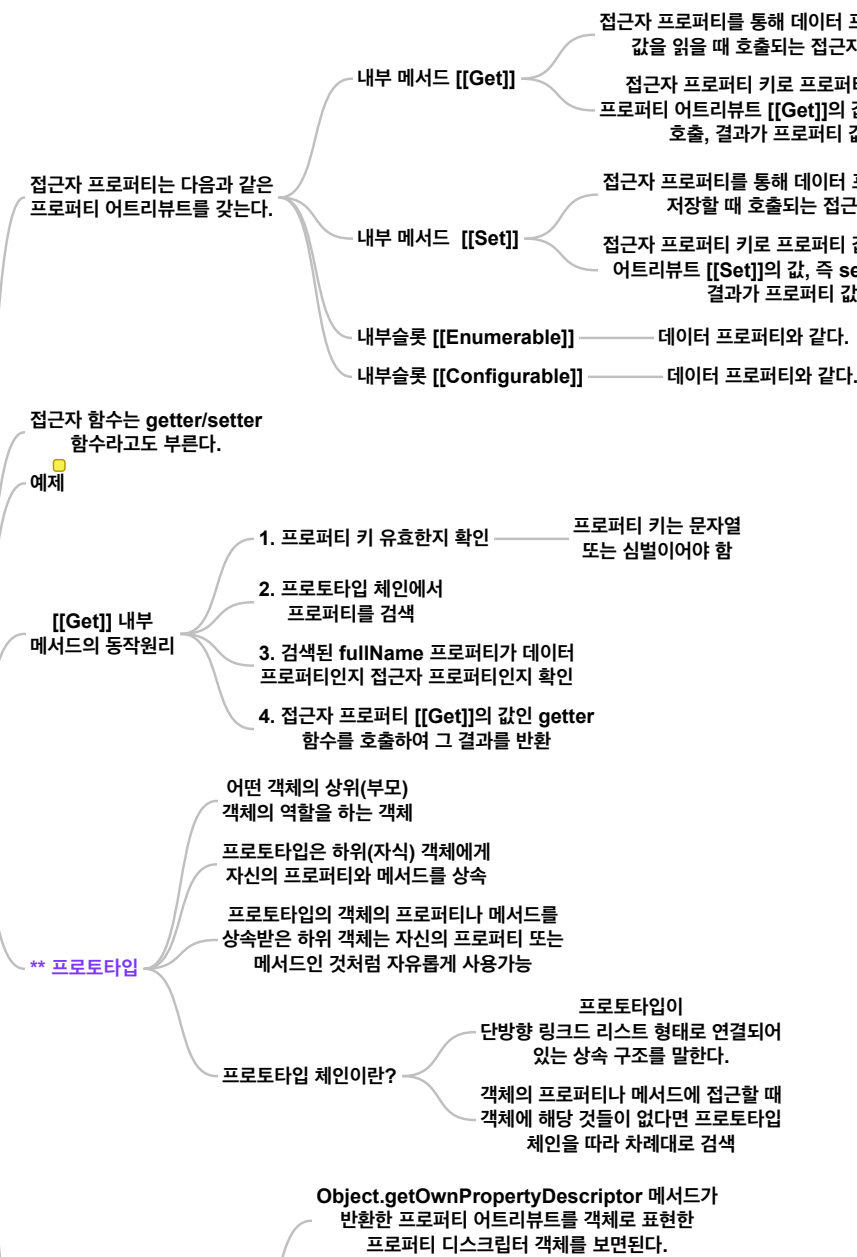 접근자 프로퍼티는 다음과 같은
프로퍼티 어트리뷰트를 갖는다.
내부 메서드 [[Get]]
접근자 프로퍼티를 통해 데이터
값을 읽을 때 호출되는
접근자 프로퍼티 키로
프로퍼티 어트리뷰트 [[Get]]의
호출, 결과가 프로퍼티
내부 메서드 [[Set]]
접근자 프로퍼티를 통해 데이터
저장할 때 호출되는
접근자 프로퍼티 키로 프로퍼티
어트리뷰트 [[Set]]의 값, 즉
결과가 프로퍼티 값
내부슬롯 [[Enumerable]]
데이터 프로퍼티와 같다.
내부슬롯 [[Configurable]]
데이터 프로퍼티와 같다.
접근자 함수는 getter/setter
함수라고도 부른다.
예제
[[Get]] 내부
메서드의 동작원리
1. 프로퍼티 키 유효한지 확인
프로퍼티 키는 문자열
또는 심벌이어야 함
2. 프로토타입 체인에서
프로퍼티를 검색
3. 검색된 fullName 프로퍼티가 데이터
프로퍼티인지 접근자 프로퍼티인지 확인
4. 접근자 프로퍼티 [[Get]]의 값인 getter
함수를 호출하여 그 결과를 반환
** 프로토타입
어떤 객체의 상위(부모)
객체의 역할을 하는 객체
프로토타입은 하위(자식) 객체에게
자신의 프로퍼티와 메서드를 상속
프로토타입의 객체의 프로퍼티나 메서드를
상속받은 하위 객체는 자신의 프로퍼티 또는
메서드인 것처럼 자유롭게 사용가능
프로토타입 체인이란?
프로토타입이
단방향 링크드 리스트 형태로 연결되어
있는 상속 구조를 말한다.
객체의 프로퍼티나 메서드에 접근할 때
객체에 해당 것들이 없다면 프로토타입
체인을 따라 차례대로 검색
Object.getOwnPropertyDescriptor 메서드가
반환한 프로퍼티 어트리뷰트를 객체로 표현한
프로퍼티 디스크립터 객체를 보면된다.